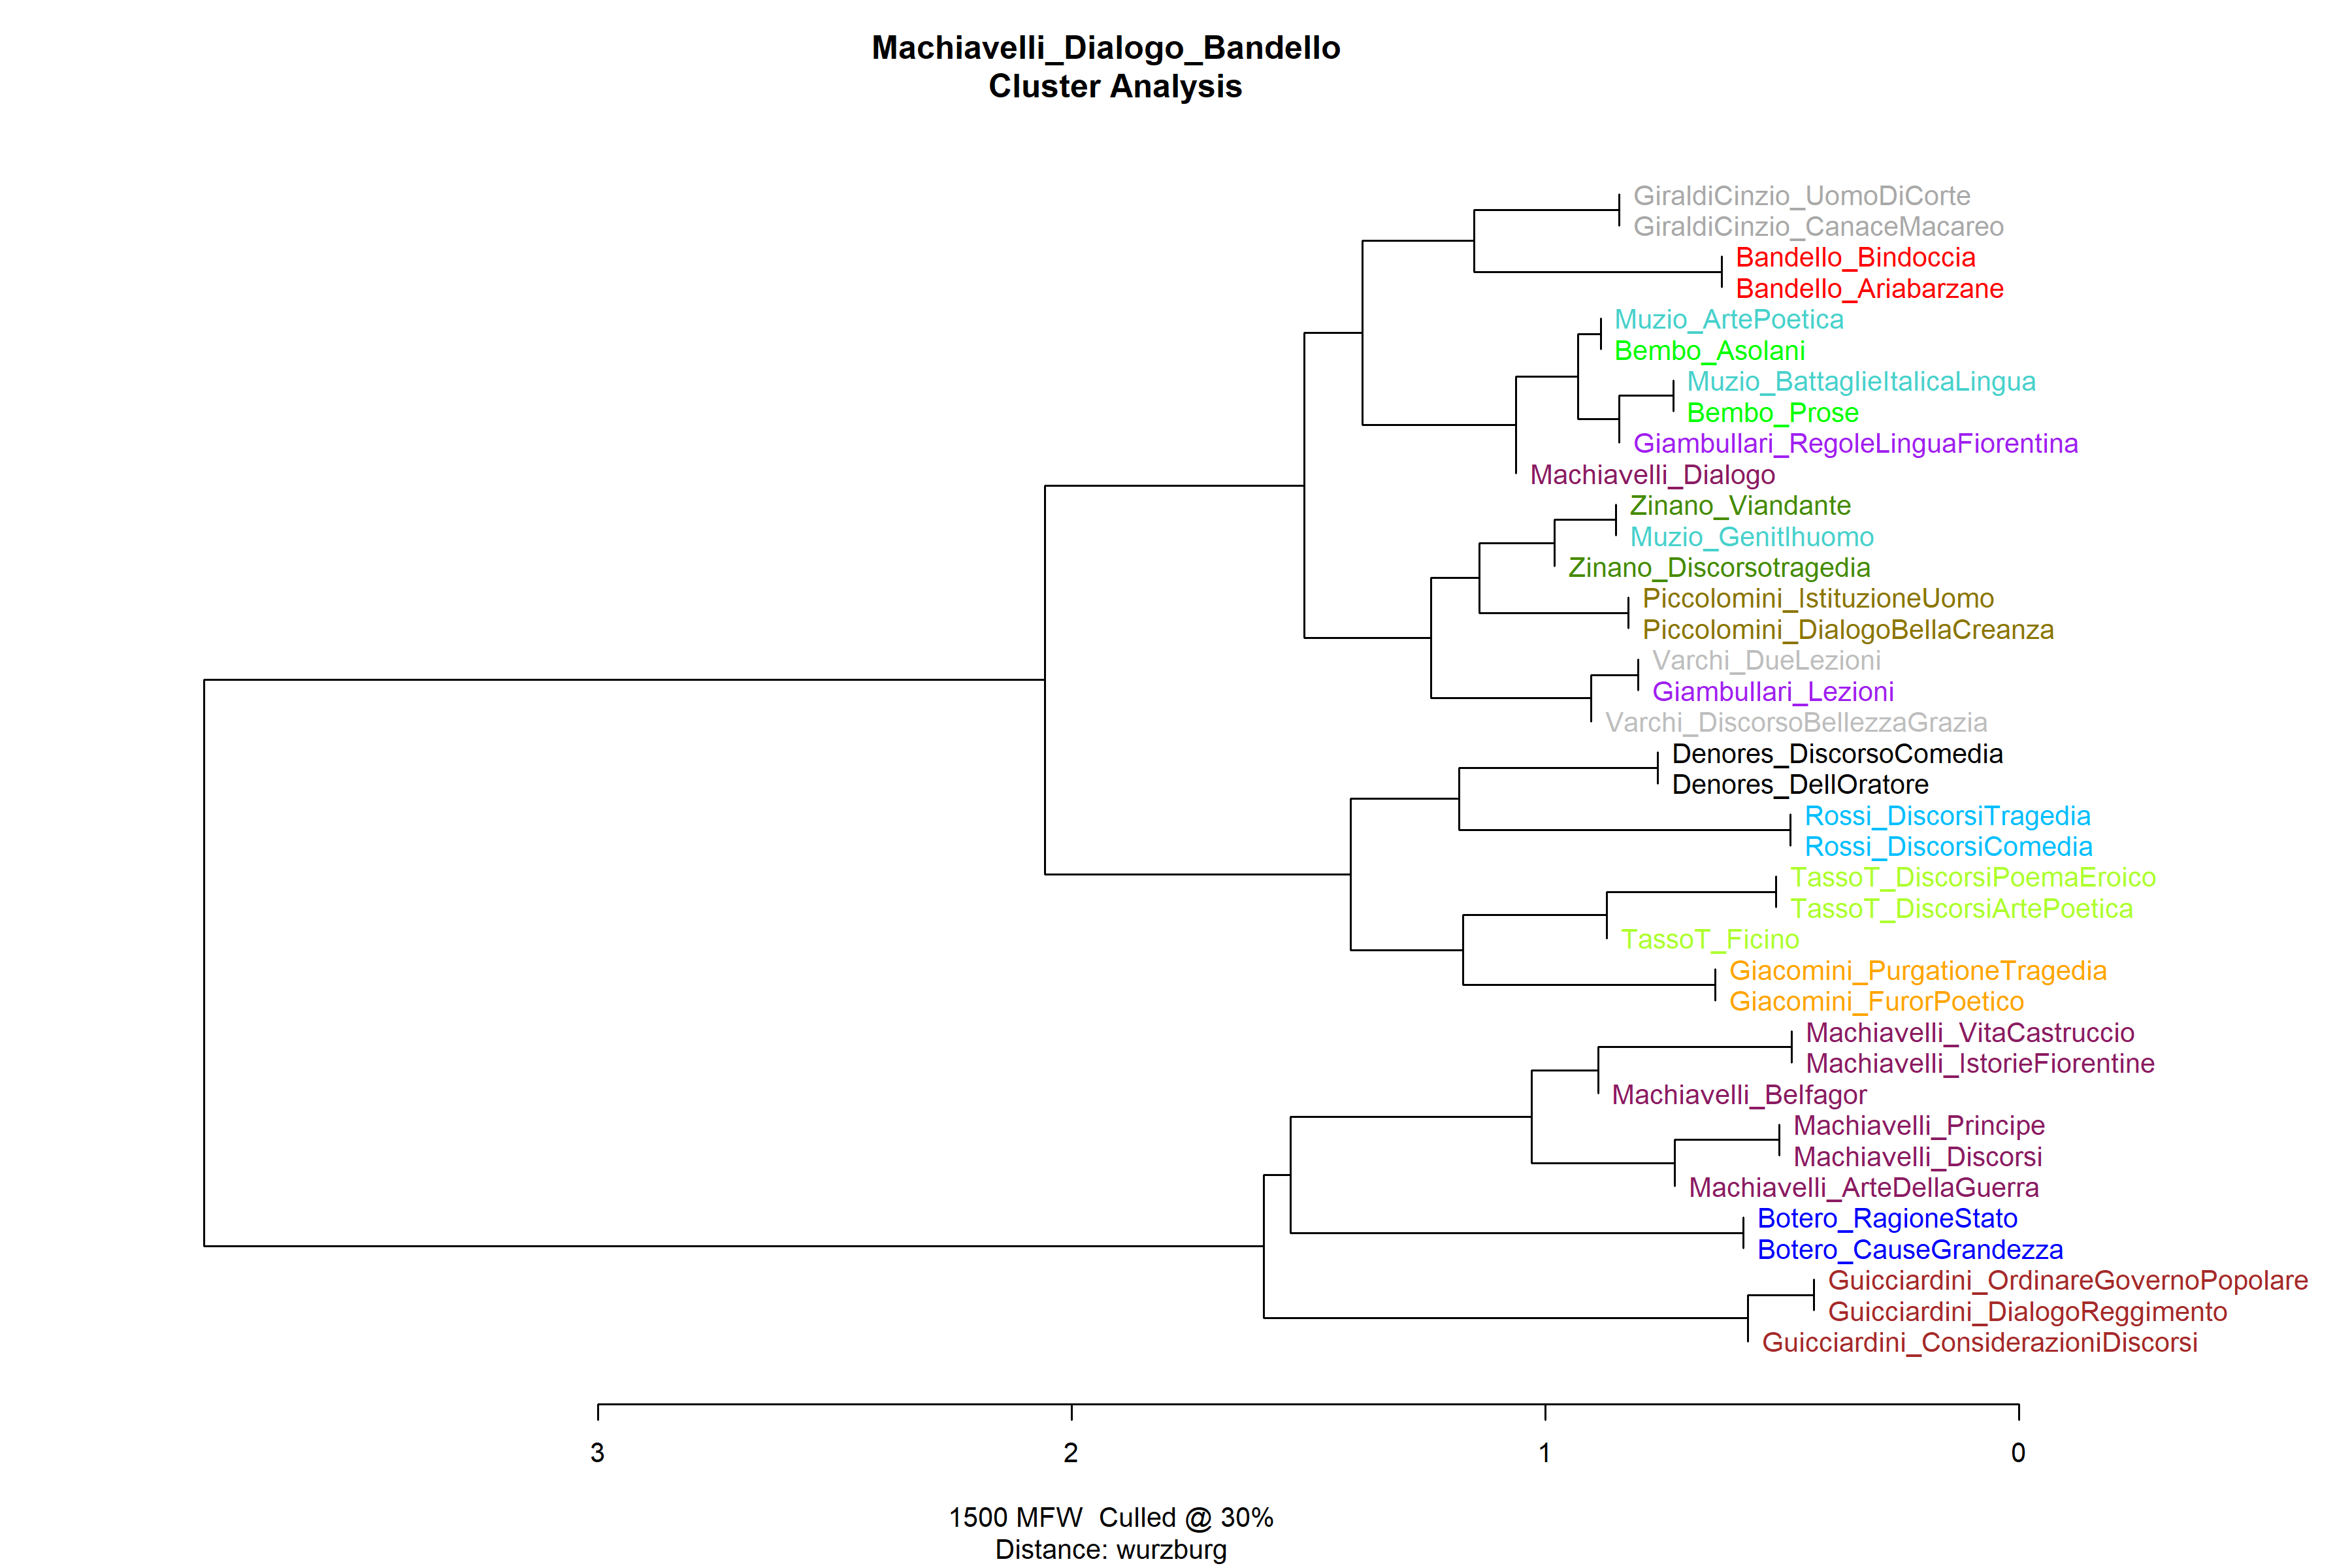 Machiavelli_Dialogo_Bandello
Cluster Analysis
GiraldiCinzio_UomoDiCorte
GiraldiCinzio_CanaceMacareo
Bandello_Bindoccia
Bandello_Ariabarzane
Muzio_ArtePoetica
Bembo_Asolani
Muzio_BattaglieItalicaLingua
Bembo_Prose
Giambullari_RegoleLinguaFiorentina
Machiavelli_Dialogo
Zinano_Viandante
Muzio_Genitlhuomo
Zinano_Discorsotragedia
Piccolomini_IstituzioneUomo
Piccolomini_DialogoBellaCreanza
Varchi_DueLezioni
Giambullari_Lezioni
Varchi_DiscorsoBellezzaGrazia
Denores_DiscorsoComedia
Denores_DellOratore
Rossi_DiscorsiTragedia
Rossi_DiscorsiComedia
TassoT_DiscorsiPoemaEroico
TassoT_DiscorsiArtePoetica
TassoT_Ficino
Giacomini_PurgationeTragedia
Giacomini_FurorPoetico
Machiavelli_VitaCastruccio
Machiavelli_IstorieFiorentine
Machiavelli_Belfagor
Machiavelli_Principe
Machiavelli_Discorsi
Machiavelli_ArteDellaGuerra
Botero_RagioneStato
Botero_CauseGrandezza
Guicciardini_OrdinareGovernoPopolare
Guicciardini_DialogoReggimento
Guicciardini_ConsiderazioniDiscorsi
3 2 1 0
1500 MFW  Culled @ 30%
Distance: wurzburg